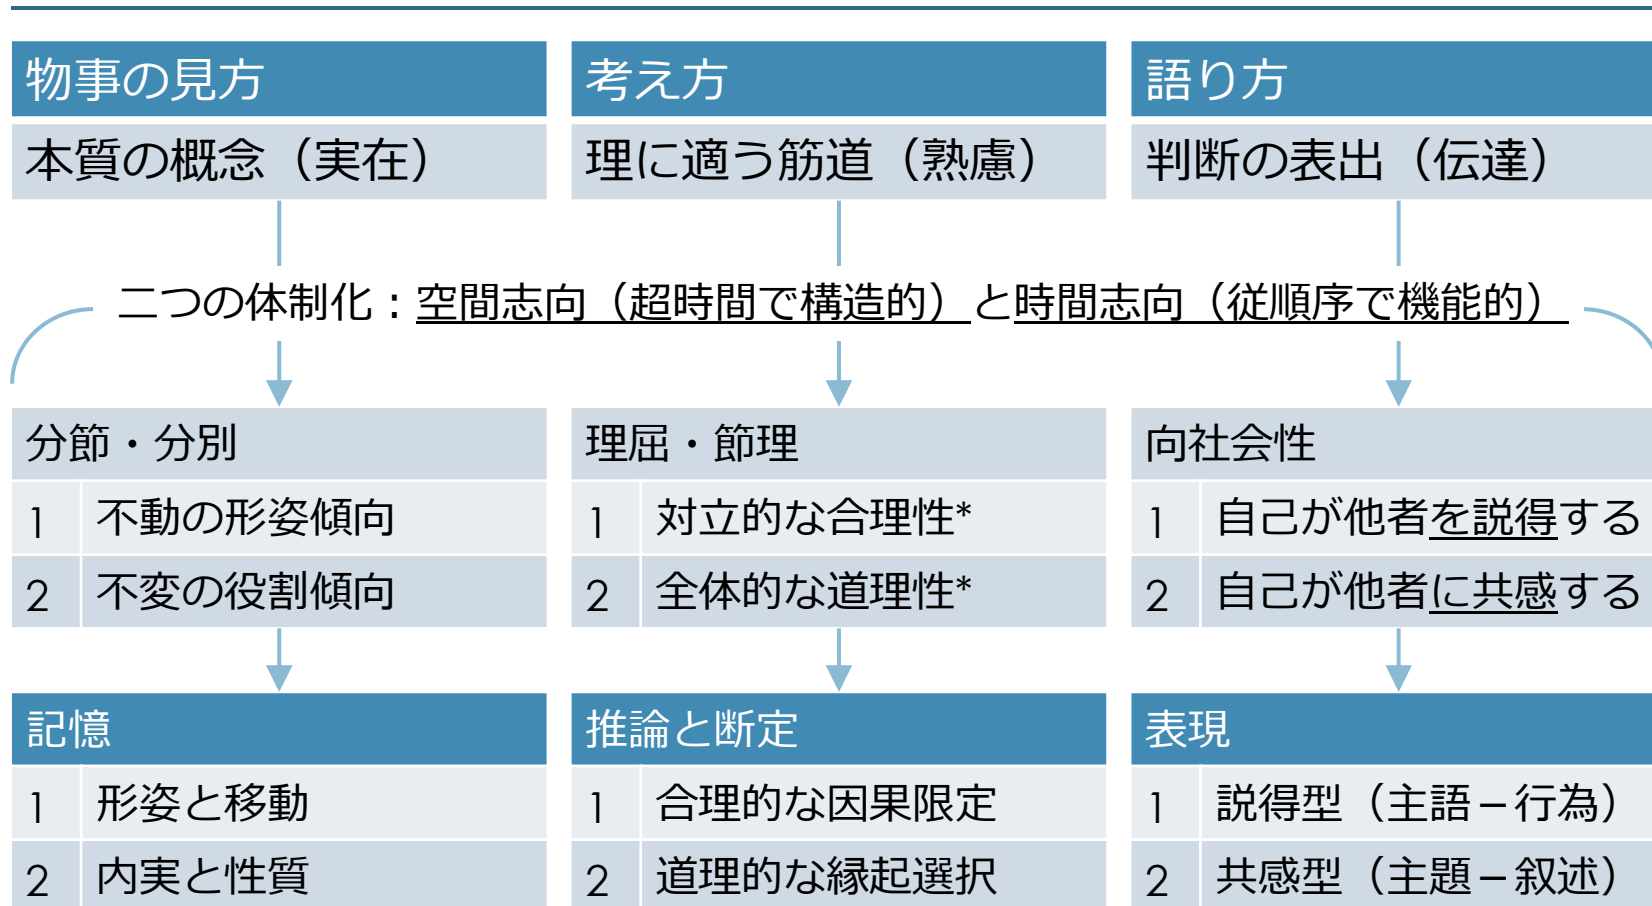 物事の見方
考え方
語り方
本質の概念（実在）
理に適う筋道（熟慮）
判断の表出（伝達）
二つの体制化：空間志向（超時間で構造的）と時間志向（従順序で機能的）
分節・分別
1 不動の形姿傾向
2 不変の役割傾向
理屈・節理
1 対立的な合理性*
2 全体的な道理性*
向社会性
1 自己が他者を説得する
2 自己が他者に共感する
記憶
1 形姿と移動
2 内実と性質
推論と断定
1 合理的な因果限定
2 道理的な縁起選択
表現
1 説得型（主語－行為）
2 共感型（主題－叙述）